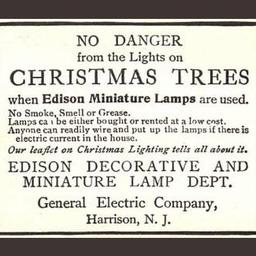 NO DANGER
from the Lights on
CHRISTMAS TREES
when Edison Miniature Lamps are used.
No Smoke, Smell or Grease.
Lamps ca be either bought or rented at a low cost.
Anyone can readily wire and put up the lamps if there is
electric current in the house.
Our leaflet on Christmas Lighting tells all about it.
EDISON DECORATIVE AND
MINIATURE LAMP DEPT.
General Electric Company,
Harrison, N. J.